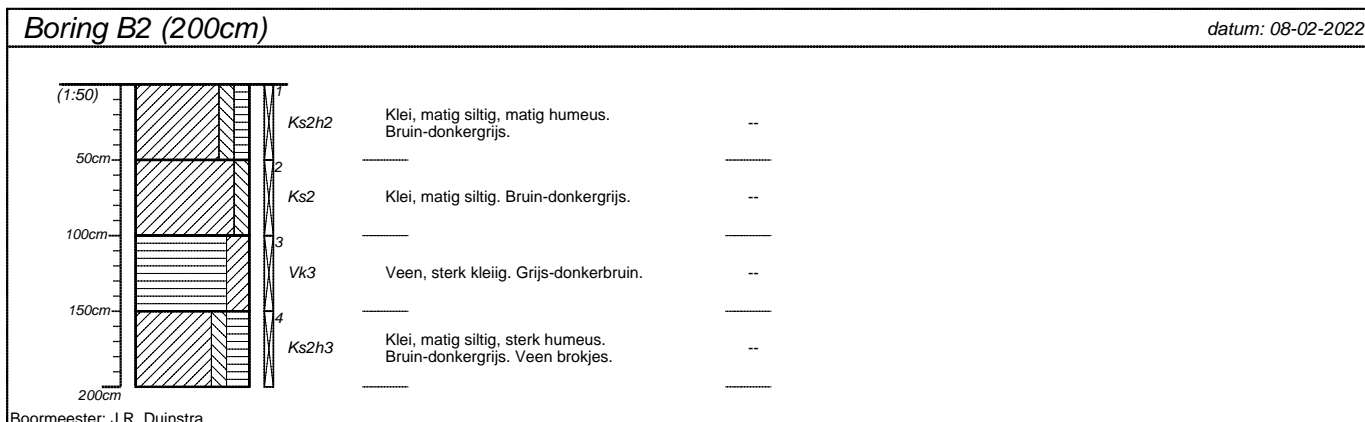 Boring B2 (200cm) datum: 08-02-2022
(1:50)
1
Ks2h2 Klei, matig siltig, matig humeus. --
Bruin-donkergrijs.
50cm
2
Ks2 Klei, matig siltig. Bruin-donkergrijs. --
100cm
3
Vk3 Veen, sterk kleiig. Grijs-donkerbruin. --
150cm
4
Ks2h3 Klei, matig siltig, sterk humeus. --
Bruin-donkergrijs. Veen brokjes.
200cm
Boormeester: J.R. Duinstra